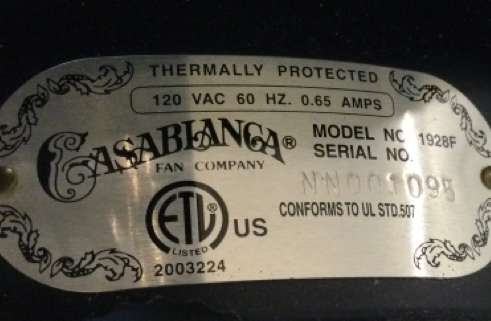 THERMALLY PROTECTED
120 VAC 60 HZ. 0.65 AMPS
CASABLANCA®
FAN COMPANY
MODEL NO. 1928F
SERIAL NO. NN001095
ETL US
LISTED
2003224
CONFORMS TO UL STD.507